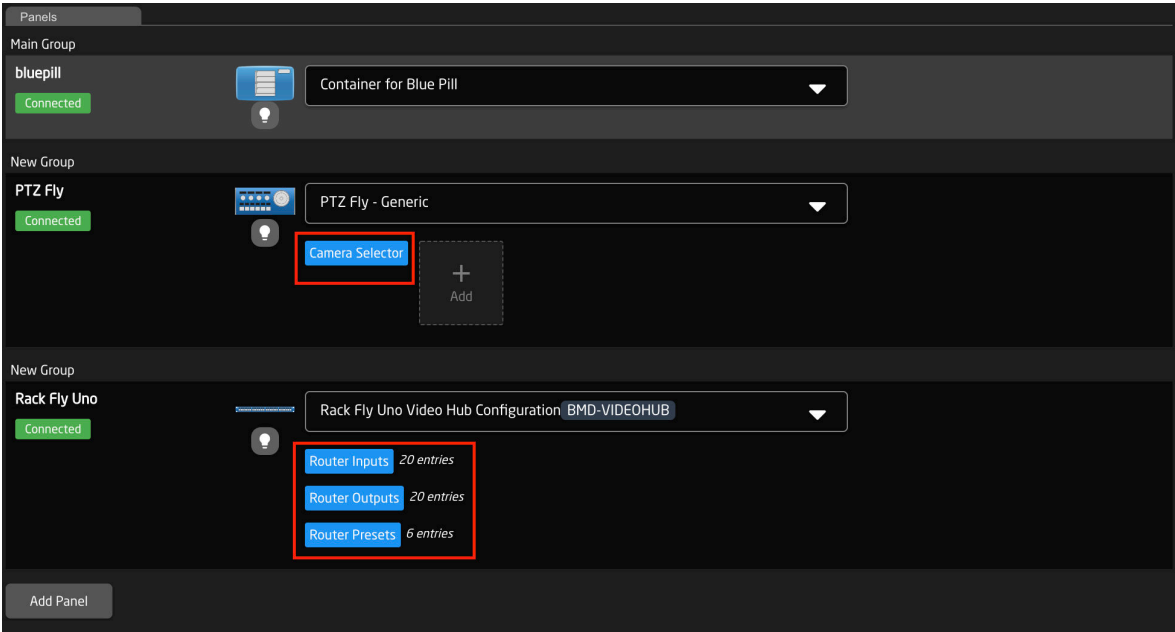 Panels
Main Group
bluepill
Connected
Container for Blue Pill
New Group
PTZ Fly
Connected
PTZ Fly - Generic
Camera Selector
+
Add
New Group
Rack Fly Uno
Connected
Rack Fly Uno Video Hub Configuration BMD-VIDEOHUB
Router Inputs 20 entries
Router Outputs 20 entries
Router Presets 6 entries
Add Panel